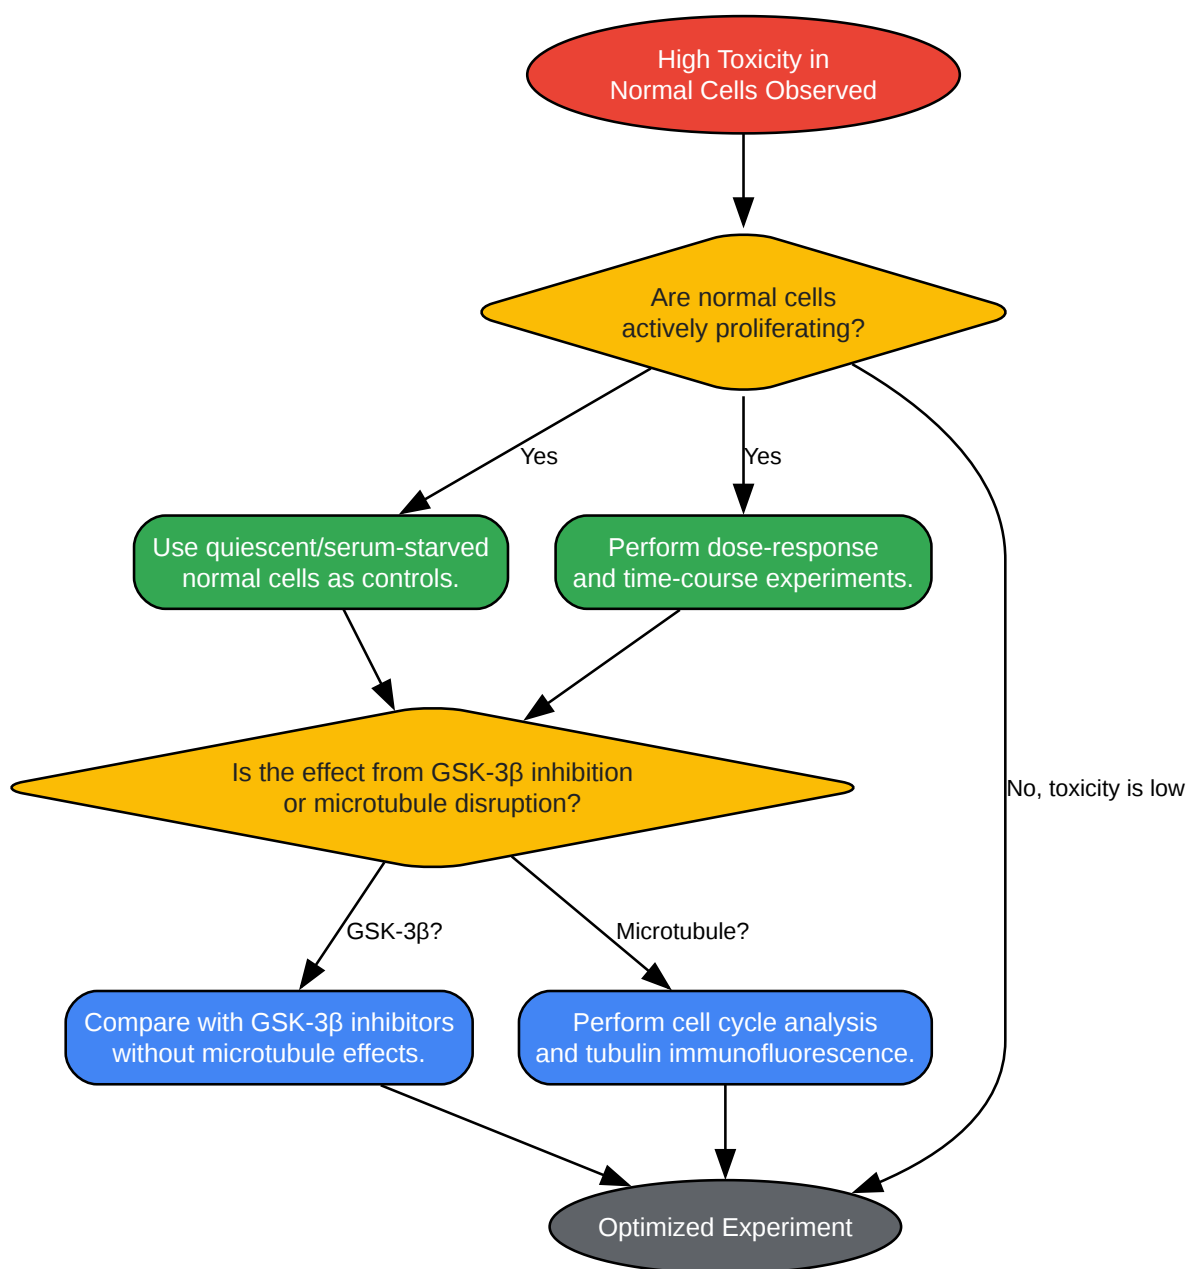 High Toxicity in
Normal Cells Observed
Are normal cells
actively proliferating?
Yes
Yes
Use quiescent/serum-starved
normal cells as controls.
Perform dose-response
and time-course experiments.
Is the effect from GSK-3β inhibition
or microtubule disruption?
No, toxicity is low
GSK-3β?
Microtubule?
Compare with GSK-3β inhibitors
without microtubule effects.
Perform cell cycle analysis
and tubulin immunofluorescence.
Optimized Experiment